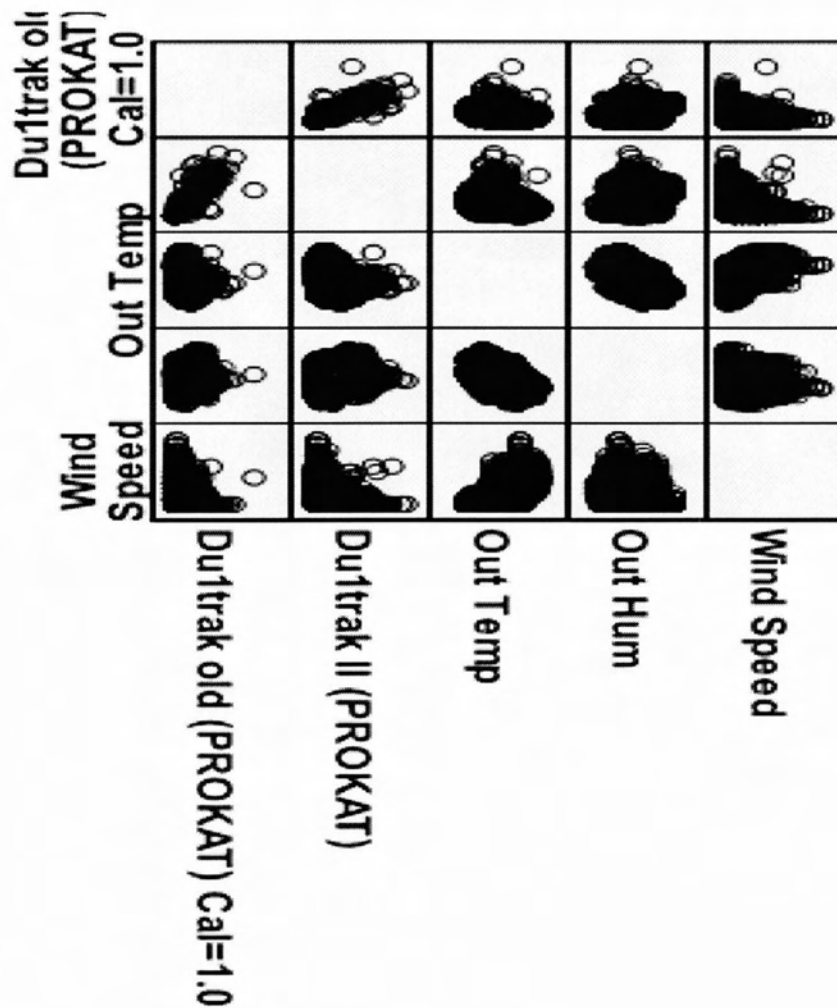 Du1trak ol
(PROKAT)
Cal=1.0
Out Temp
Wind
Speed
Du1trak old (PROKAT) Cal=1.0
Du1trak II (PROKAT)
Out Temp
Out Hum
Wind Speed